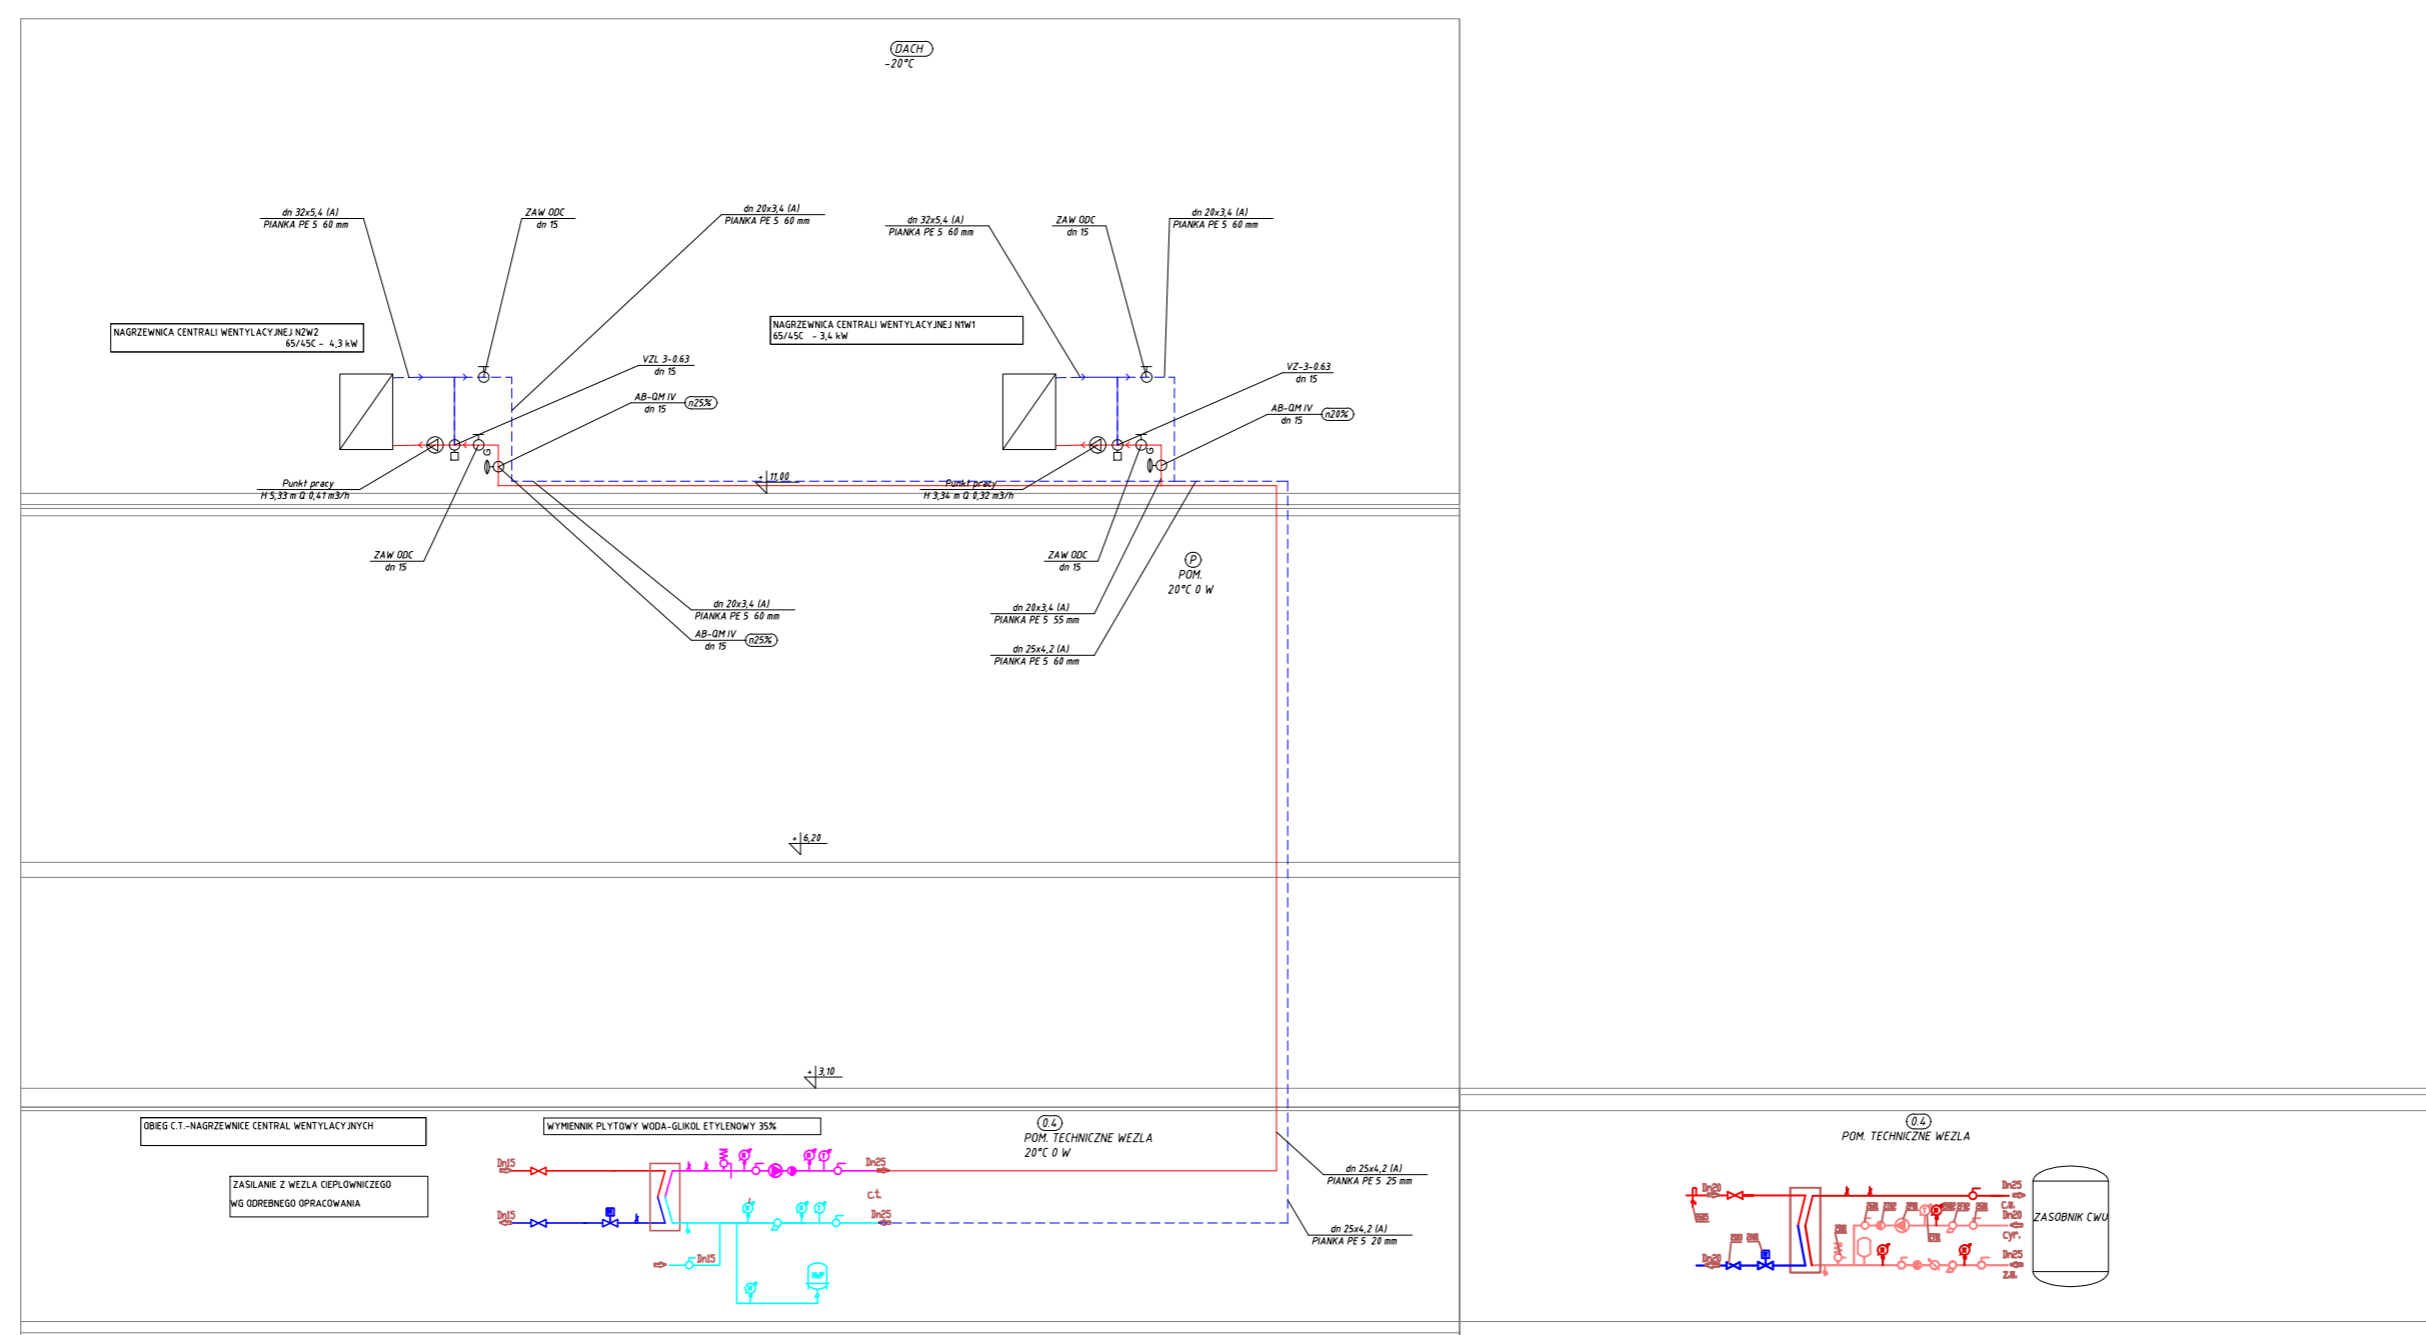 DACH
-20°C
dn 32x5,4 (A)
PIANKA PE 5 60 mm
ZAW ODC
dn 15
dn 20x3,4 (A)
PIANKA PE 5 60 mm
dn 32x5,4 (A)
PIANKA PE 5 60 mm
ZAW ODC
dn 15
dn 20x3,4 (A)
PIANKA PE 5 60 mm
NAGRZEWNICA CENTRALI WENTYLACYJNEJ N2W2
65/45C - 4,3 kW
NAGRZEWNICA CENTRALI WENTYLACYJNEJ N1W1
65/45C - 3,4 kW
VZL 3-0.63
dn 15
AB-QM IV
dn 15
n25%
VZ-3-0.63
dn 15
AB-QM IV
dn 15
n20%
G
G
Punkt pracy
H 5,33 m Q 0,41 m3/h
+ 11,00
Punkt pracy
H 3,34 m Q 0,32 m3/h
ZAW ODC
dn 15
ZAW ODC
dn 15
P
POM.
20°C 0 W
dn 20x3,4 (A)
PIANKA PE 5 60 mm
AB-QM IV
dn 15
n25%
dn 20x3,4 (A)
PIANKA PE 5 55 mm
dn 25x4,2 (A)
PIANKA PE 5 60 mm
+ 6,20
+ 3,10
OBIEG C.T.-NAGRZEWNICE CENTRAL WENTYLACYJNYCH
WYMIENNIK PLYTOWY WODA-GLIKOL ETYLENOWY 35%
0.4
POM. TECHNICZNE WEZLA
20°C 0 W
0.4
POM. TECHNICZNE WEZLA
ZASILANIE Z WEZLA CIEPLOWNICZEGO
WG ODREBNEGO OPRACOWANIA
Dn15
Dn25
c.t.
Dn15
Dn25
Dn15
dn 25x4,2 (A)
PIANKA PE 5 25 mm
dn 25x4,2 (A)
PIANKA PE 5 20 mm
Dn20
Dn25
c.w.
Dn20
cyr.
Dn20
Dn25
z.w.
ZASOBNIK CWU